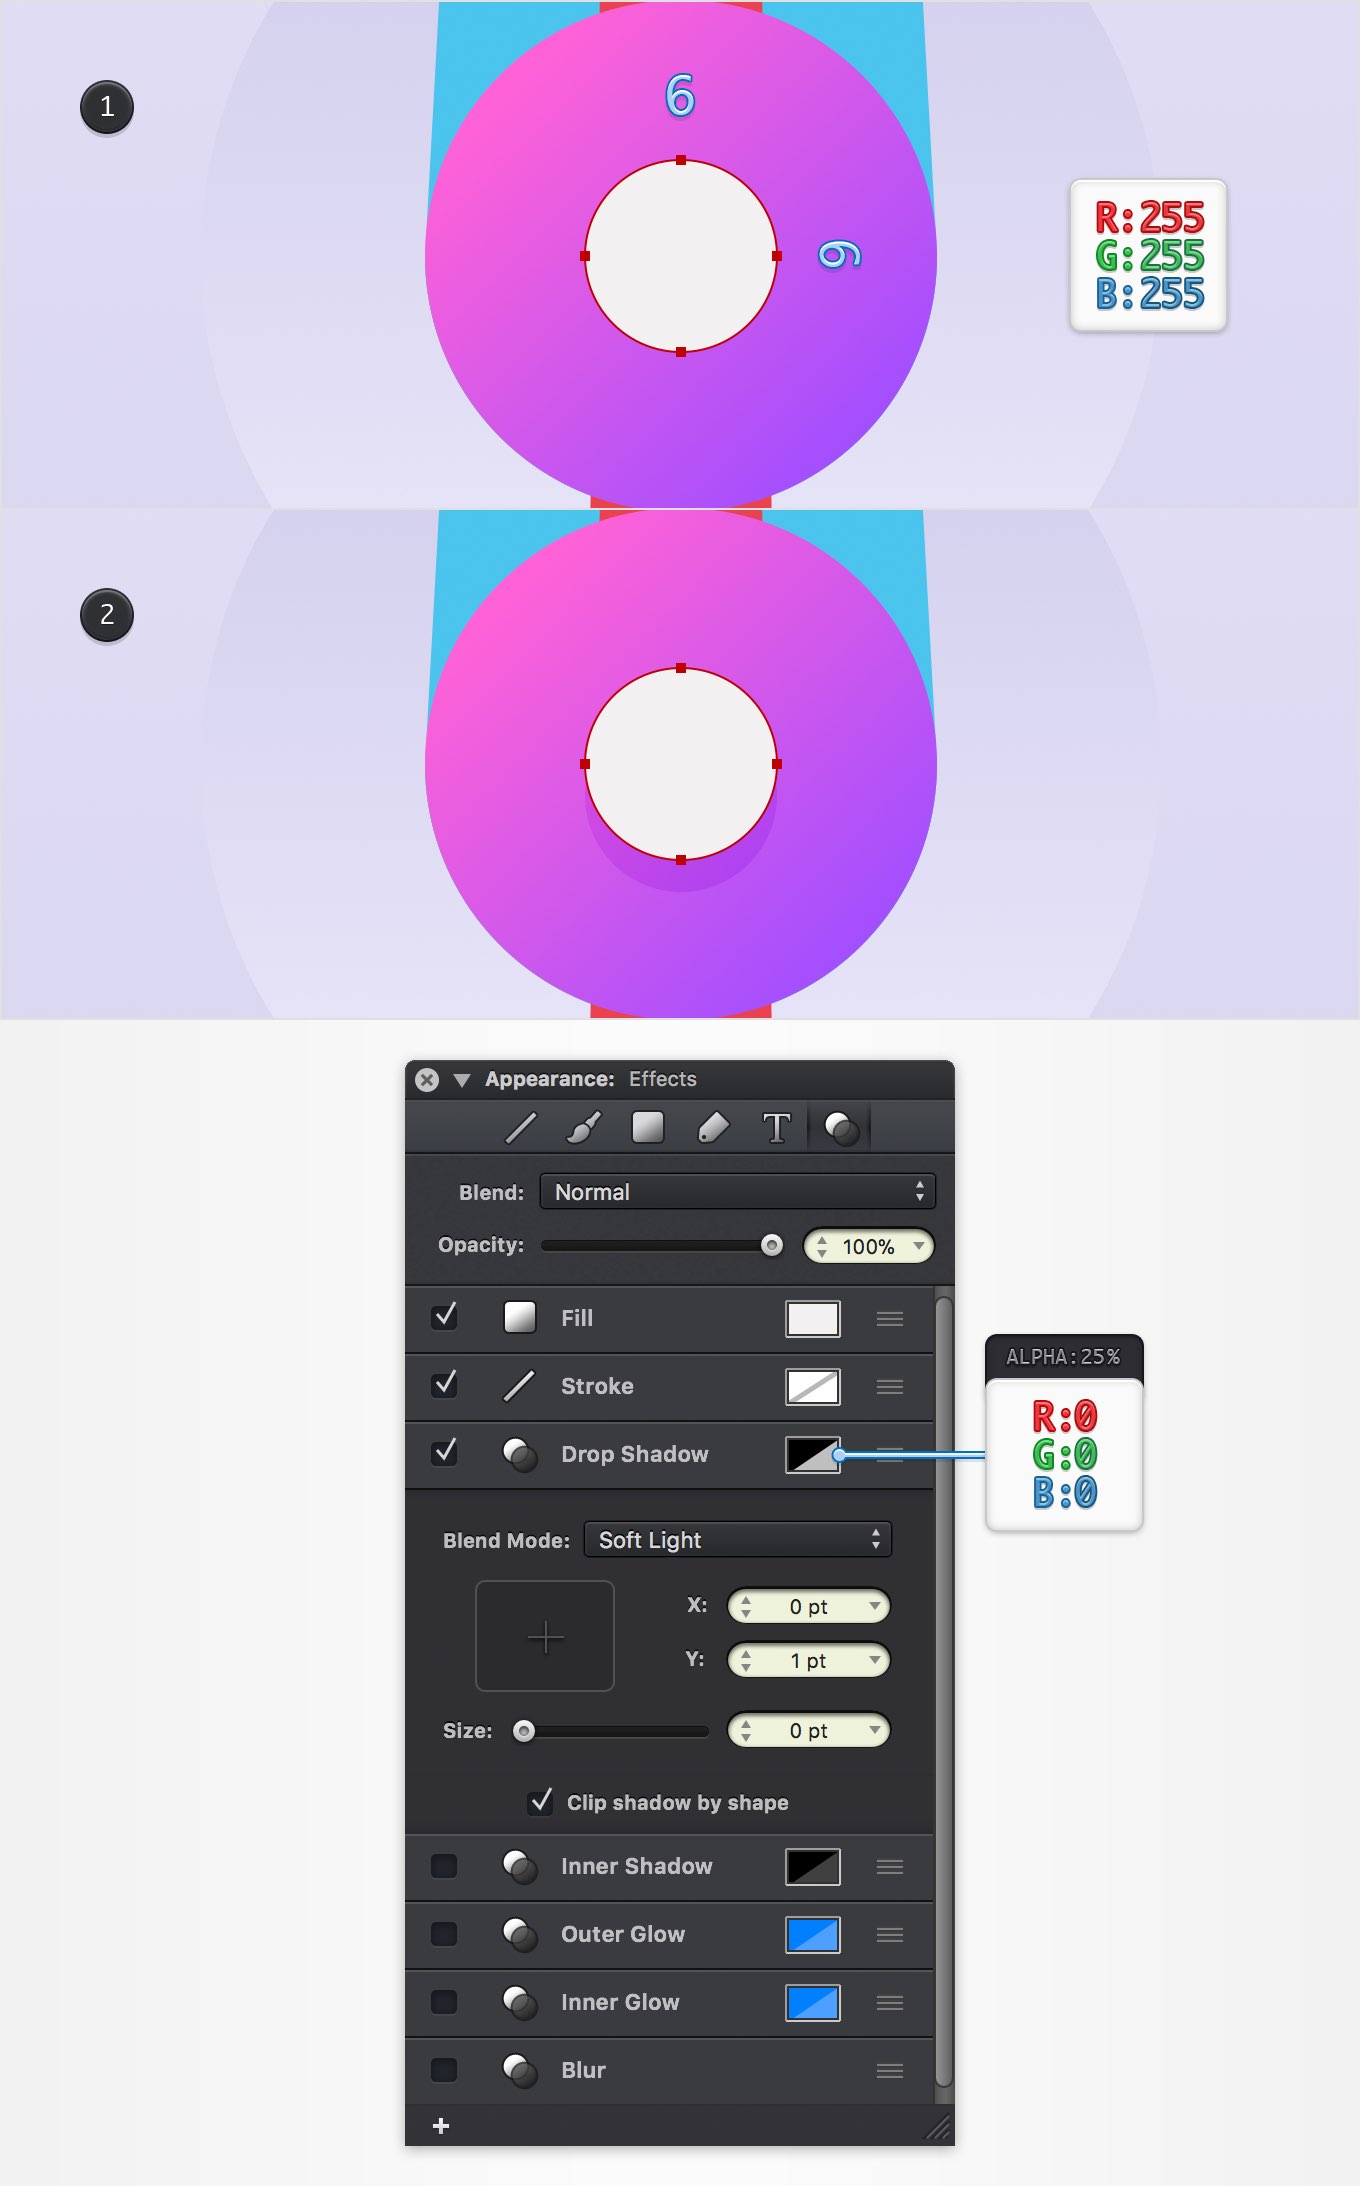 1
6
6
R:255
G:255
B:255
2
Appearance: Effects
T
Blend: Normal
Opacity: 100%
Fill
Stroke
Drop Shadow
ALPHA:25%
R:0
G:0
B:0
Blend Mode: Soft Light
X: 0 pt
Y: 1 pt
Size: 0 pt
Clip shadow by shape
Inner Shadow
Outer Glow
Inner Glow
Blur
+